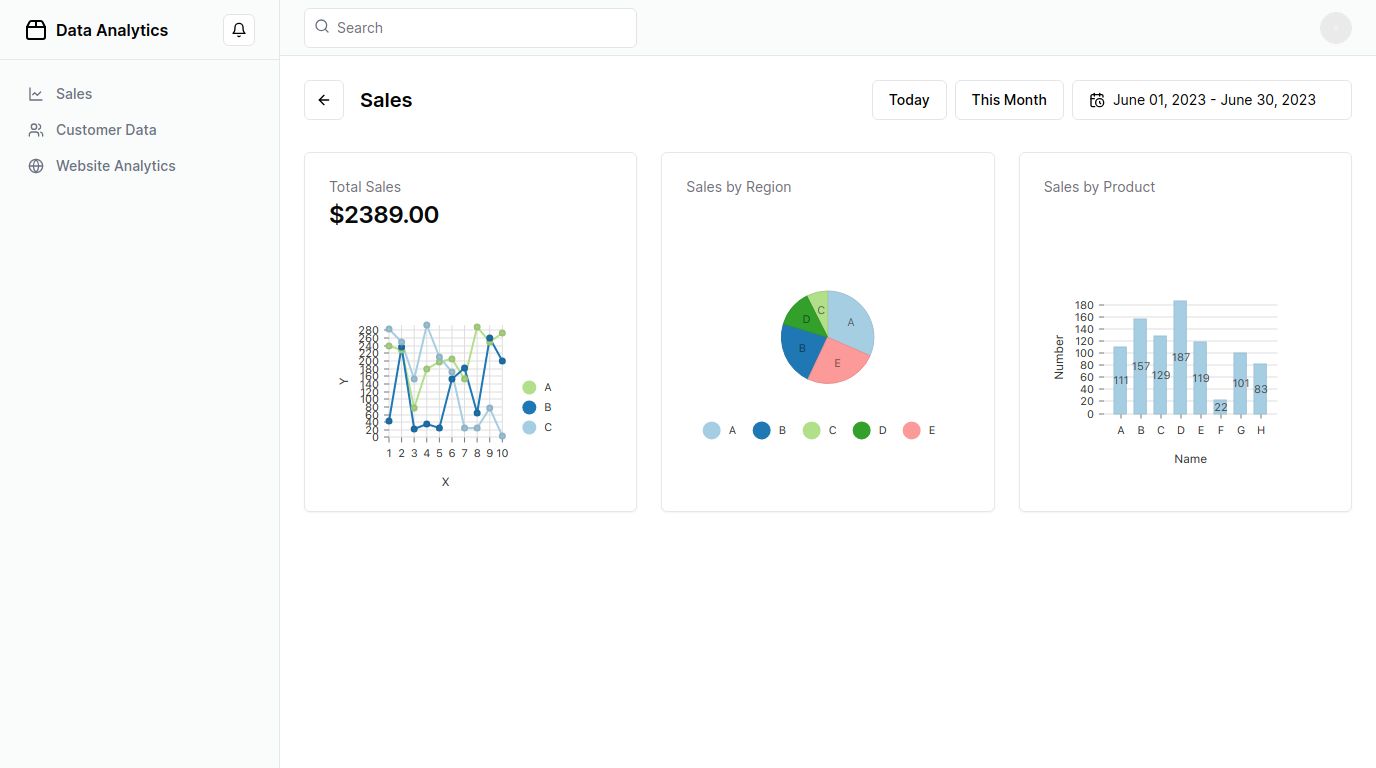 Data Analytics
Search
Sales
Customer Data
Website Analytics
Sales
Today
This Month
June 01, 2023 - June 30, 2023
Total Sales
$2389.00
280
260
240
220
200
180
160
140
120
100
80
60
40
20
0
Y
1 2 3 4 5 6 7 8 9 10
X
A
B
C
Sales by Region
C
A
D
B
E
A B C D E
Sales by Product
180
160
140
120
100
80
60
40
20
0
Number
111 157 129 187 119 22 101 83
A B C D E F G H
Name